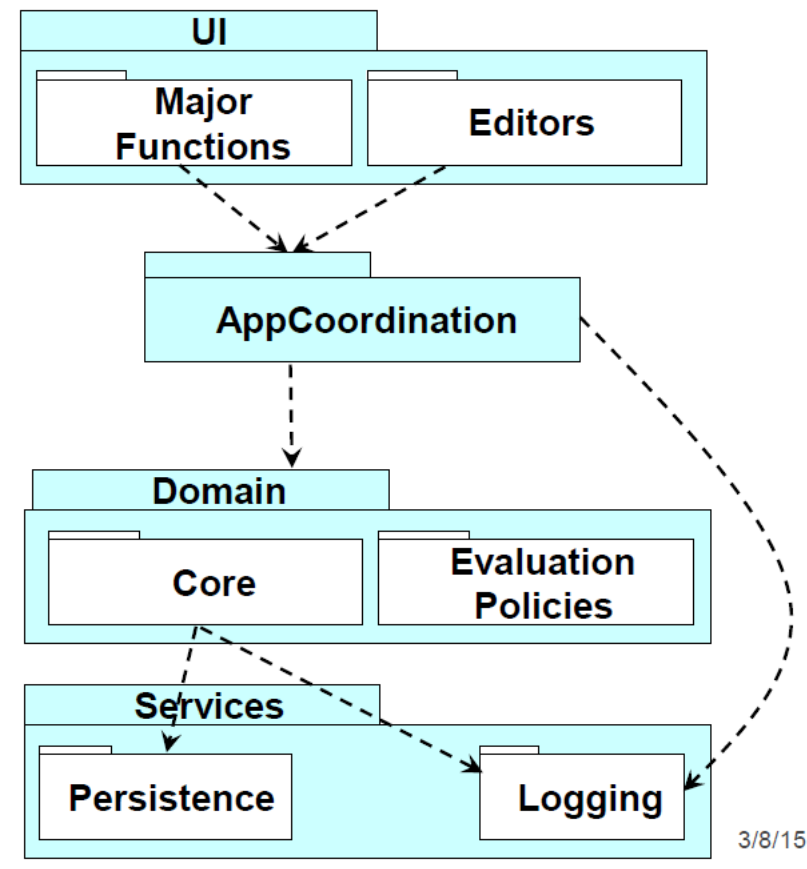 UI
Major
Functions
Editors
AppCoordination
Domain
Core
Evaluation
Policies
Services
Persistence
Logging
3/8/15